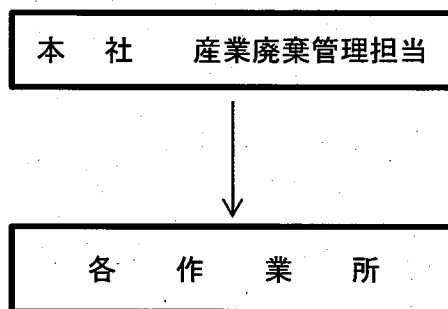 本 社 産業廃棄管理担当
各 作 業 所